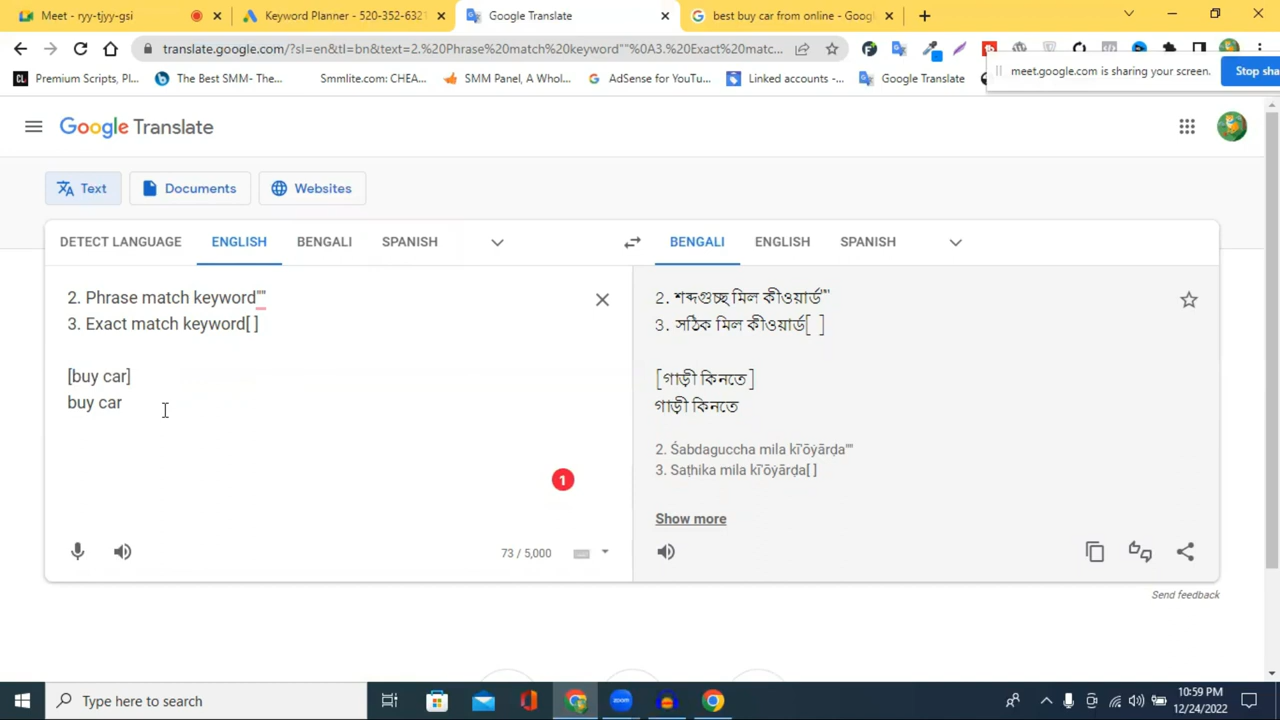 Meet - ryy-tjyy-gsi
Keyword Planner - 520-352-632
Google Translate
best buy car from online - Goog
translate.google.com/?sl=en&tl=bn&text=2.%20Phrase%20match%20keyword""%0A3.%20Exact%20matc...
Premium Scripts, Pl...
The Best SMM- The...
Smmlite.com: CHEA...
SMM Panel, A Whol...
AdSense for YouTu...
Linked accounts -...
Google Translate
meet.google.com is sharing your screen.
Stop sha
Google Translate
Text
Documents
Websites
DETECT LANGUAGE
ENGLISH
BENGALI
SPANISH
BENGALI
ENGLISH
SPANISH
2. Phrase match keyword""
3. Exact match keyword[ ]
[buy car]
buy car
1
73 / 5,000
2. শব্দগুচ্ছ মিল কীওয়ার্ড""
3. সঠিক মিল কীওয়ার্ড[ ]
[গাড়ী কিনতে]
গাড়ী কিনতে
2. Śabdaguccha mila kī'ōẏārḍa""
3. Saṭhika mila kī'ōẏārḍa[ ]
Show more
Send feedback
Type here to search
zoom
10:59 PM
12/24/2022